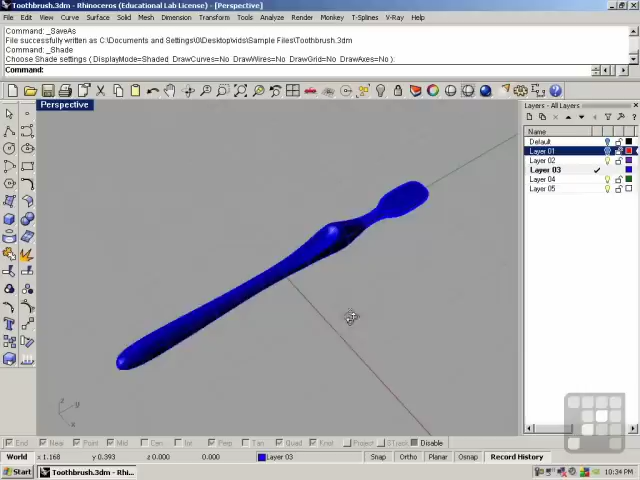 Toothbrush.3dm - Rhinoceros (Educational Lab License) - [Perspective]
File Edit View Curve Surface Solid Mesh Dimension Transform Tools Analyze Render Monkey T-Splines V-Ray Help
Command: _SaveAs
File successfully written as C:\Documents and Settings\0\Desktop\vids\Sample Files\Toothbrush.3dm
Command: _Shade
Choose Shade settings ( DisplayMode=Shaded DrawCurves=No DrawWires=No DrawGrid=No DrawAxes=No ):
Command:
Perspective
Layers - All Layers
Name
Default
Layer 01
Layer 02
Layer 03
Layer 04
Layer 05
z
y
x
End Near Point Mid Cen Int Perp Tan Quad Knot Project STrack Disable
World x 1.168 y 0.393 z 0.000 0.000 Layer 03 Snap Ortho Planar Osnap Record History
Start Toothbrush.3dm - Rhi... 10:34 PM